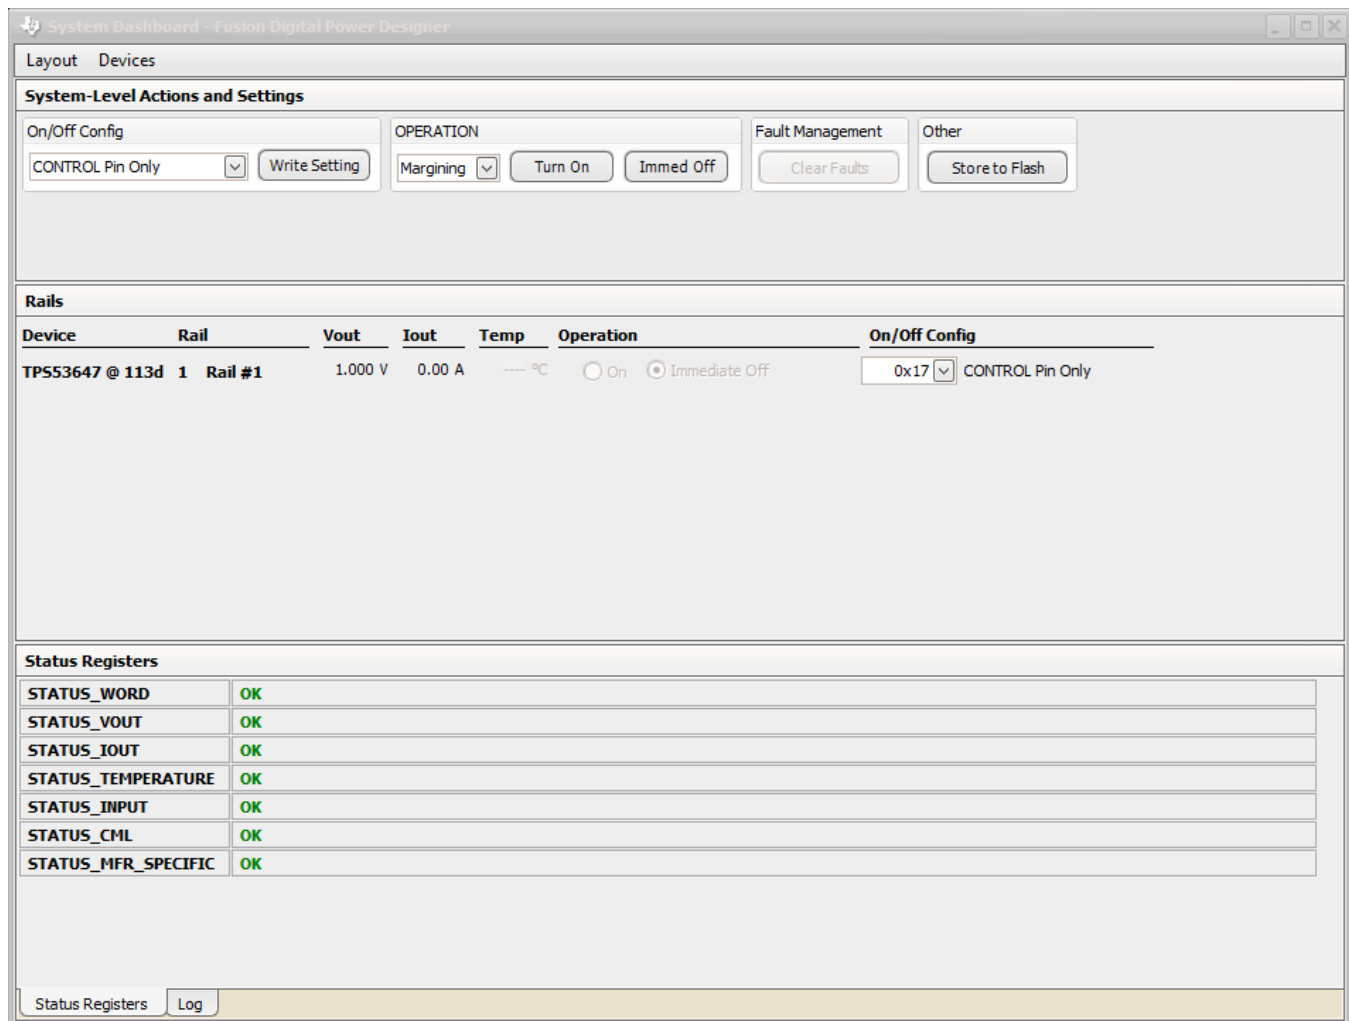 System Dashboard - Fusion Digital Power Designer
Layout Devices
System-Level Actions and Settings
On/Off Config OPERATION Fault Management Other
CONTROL Pin Only Write Setting Margining Turn On Immed Off Clear Faults Store to Flash
Rails
Device Rail Vout Iout Temp Operation On/Off Config
TPS53647 @ 113d 1 Rail #1 1.000 V 0.00 A ---- °C On Immediate Off 0x17 CONTROL Pin Only
Status Registers
STATUS_WORD OK
STATUS_VOUT OK
STATUS_IOUT OK
STATUS_TEMPERATURE OK
STATUS_INPUT OK
STATUS_CML OK
STATUS_MFR_SPECIFIC OK
Status Registers Log